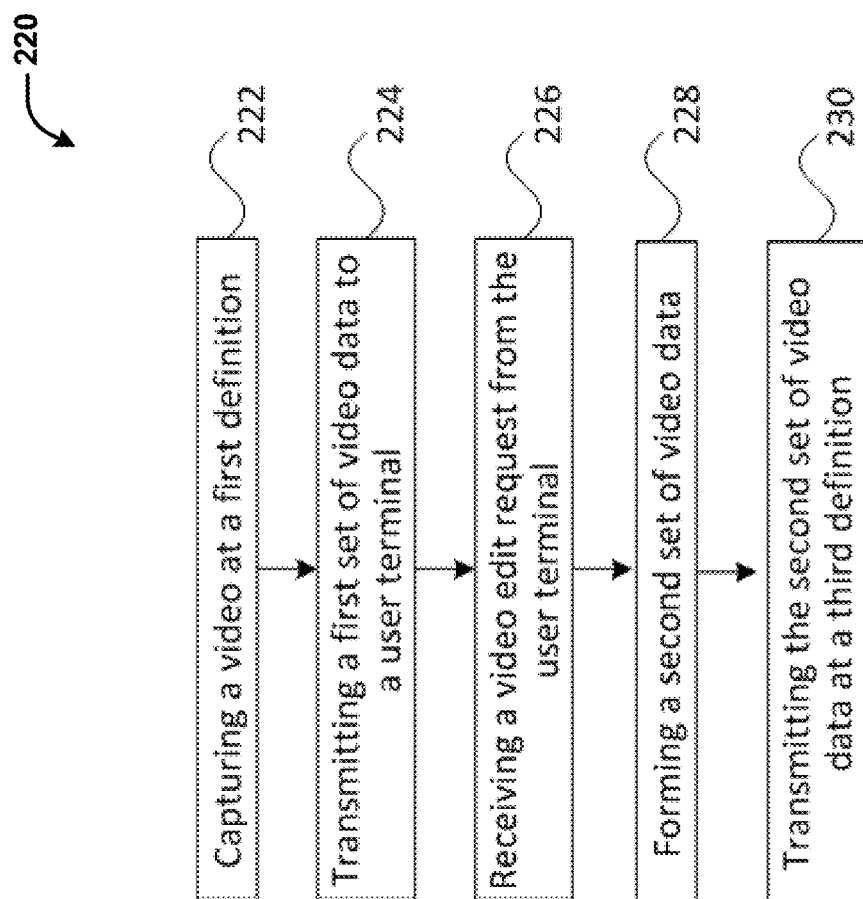 220
Capturing a video at a first definition
222
Transmitting a first set of video data to
a user terminal
224
Receiving a video edit request from the
user terminal
226
Forming a second set of video data
228
Transmitting the second set of video
data at a third definition
230